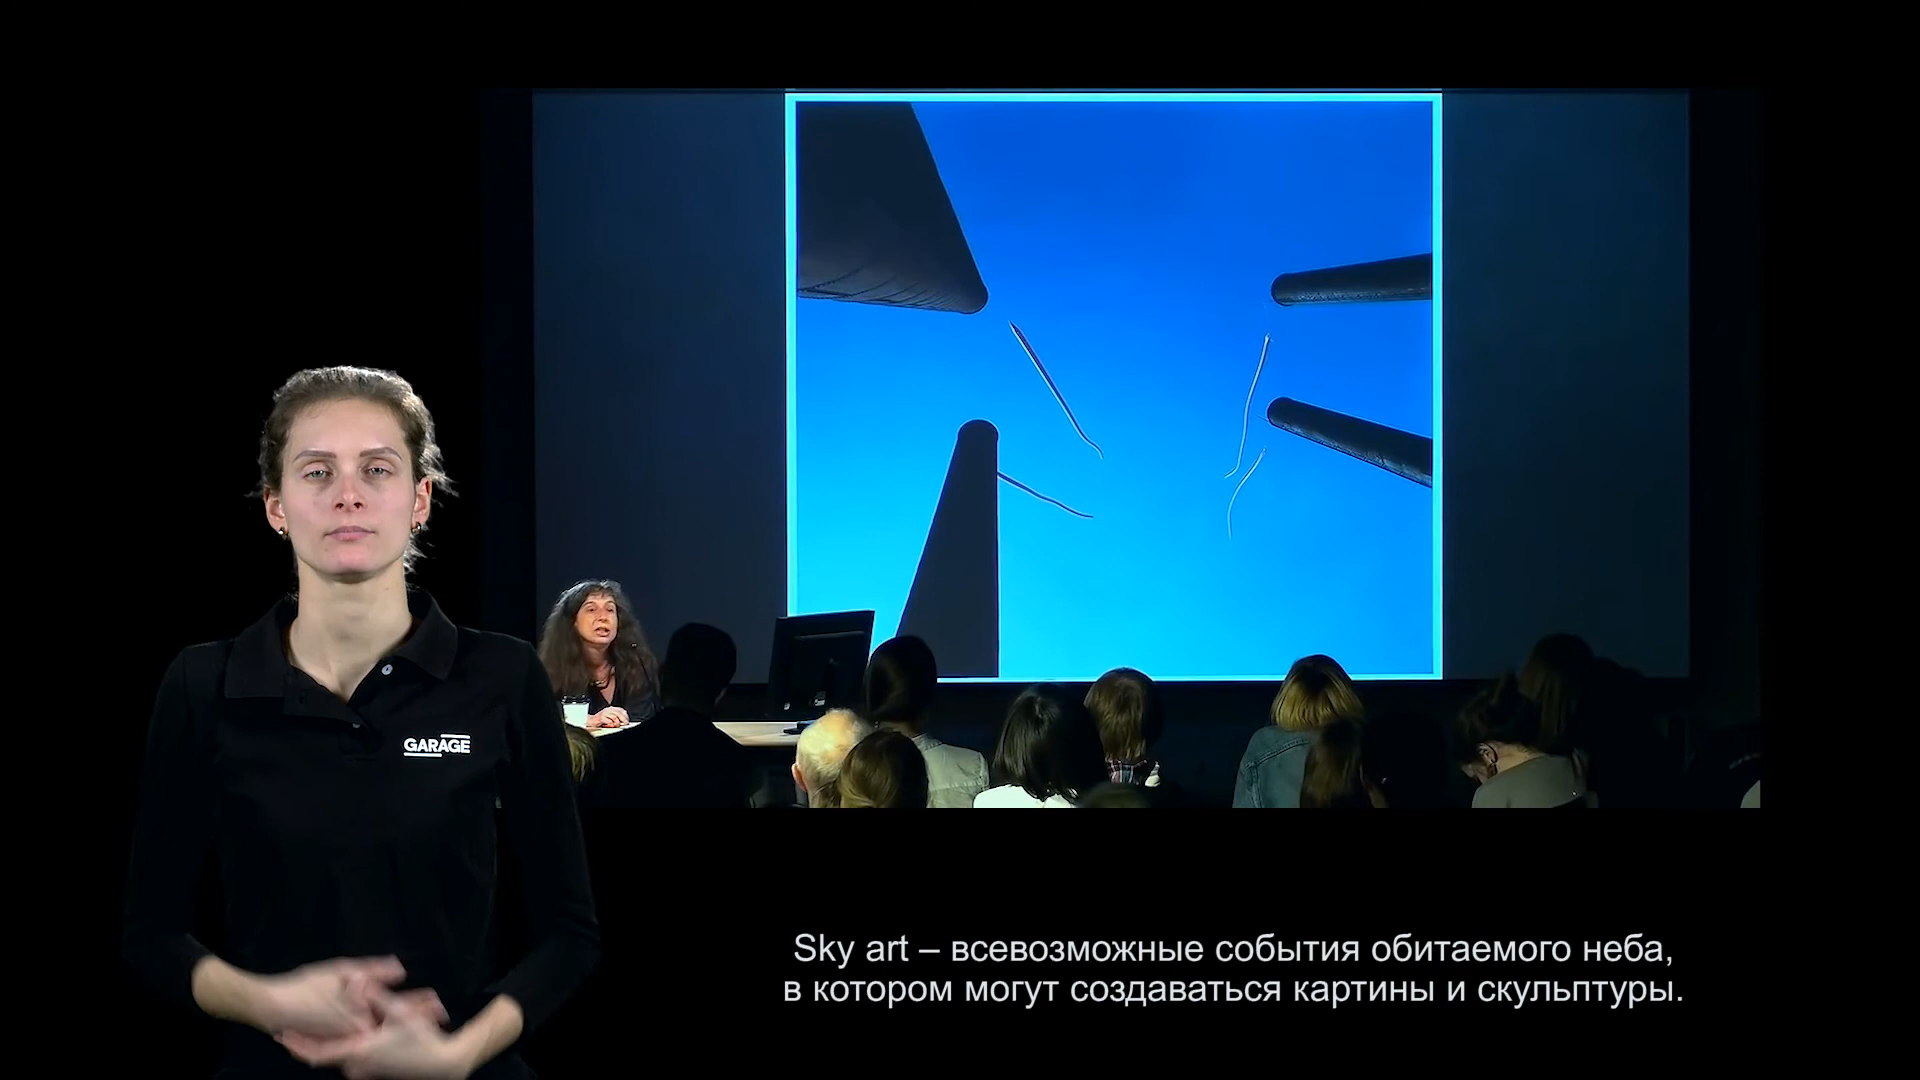 GARAGE
Sky art – всевозможные события обитаемого неба,
в котором могут создаваться картины и скульптуры.